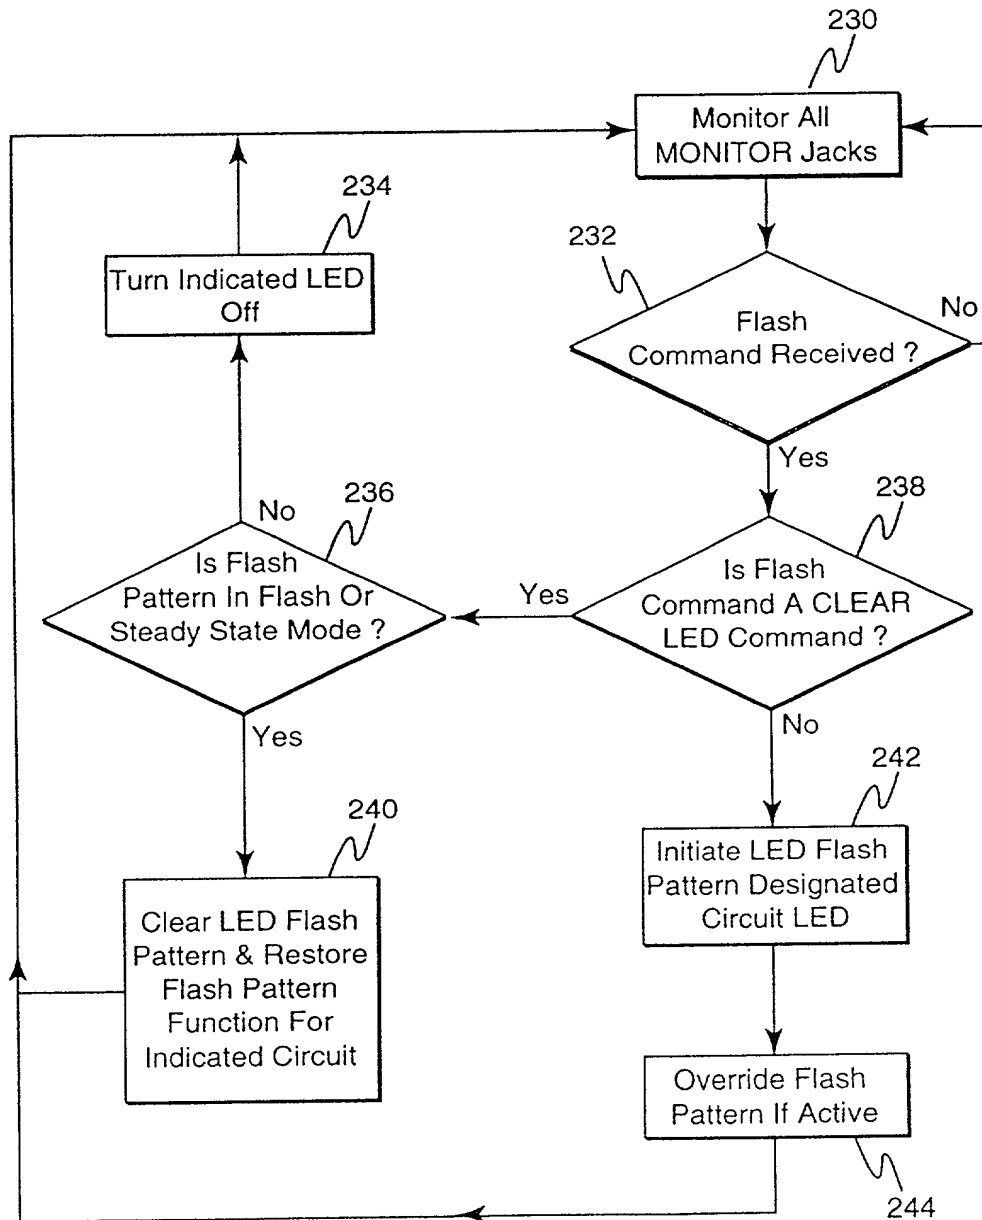 230
Monitor All
MONITOR Jacks
234
Turn Indicated LED
Off
232
Flash
Command Received ?
No
Yes
236
No
Is Flash
Pattern In Flash Or
Steady State Mode ?
Yes
238
Is Flash
Command A CLEAR
LED Command ?
Yes
No
240
Clear LED Flash
Pattern & Restore
Flash Pattern
Function For
Indicated Circuit
242
Initiate LED Flash
Pattern Designated
Circuit LED
Override Flash
Pattern If Active
244